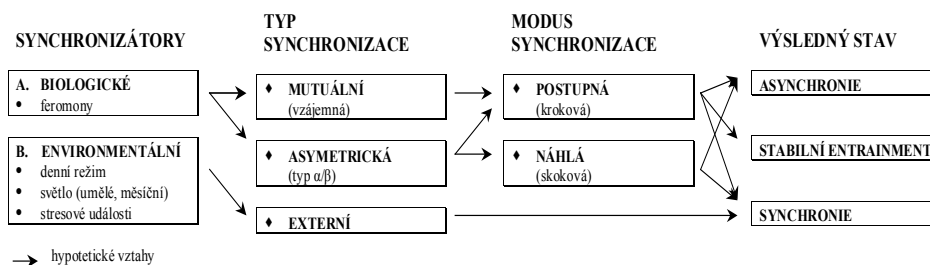 SYNCHRONIZÁTORY
TYP
SYNCHRONIZACE
MODUS
SYNCHRONIZACE
VÝSLEDNÝ STAV
A. BIOLOGICKÉ
• feromony
B. ENVIRONMENTÁLNÍ
• denní režim
• světlo (umělé, měsíční)
• stresové události
♦ MUTUÁLNÍ
(vzájemná)
♦ ASYMETRICKÁ
(typ α/β)
♦ EXTERNÍ
♦ POSTUPNÁ
(kroková)
♦ NÁHLÁ
(skoková)
ASYNCHRONIE
STABILNÍ ENTRAINMENT
SYNCHRONIE
hypotetické vztahy